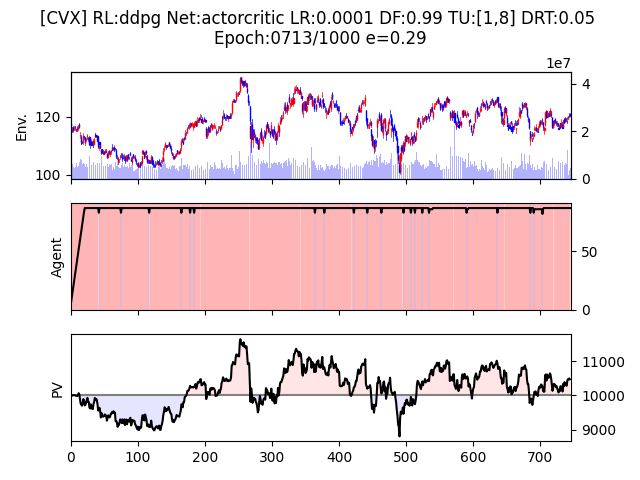 [CVX] RL:ddpg Net:actorcritic LR:0.0001 DF:0.99 TU:[1,8] DRT:0.05
Epoch:0713/1000 e=0.29
1e7
Env.
120
100
4
2
0
Agent
50
0
PV
11000
10000
9000
0 100 200 300 400 500 600 700